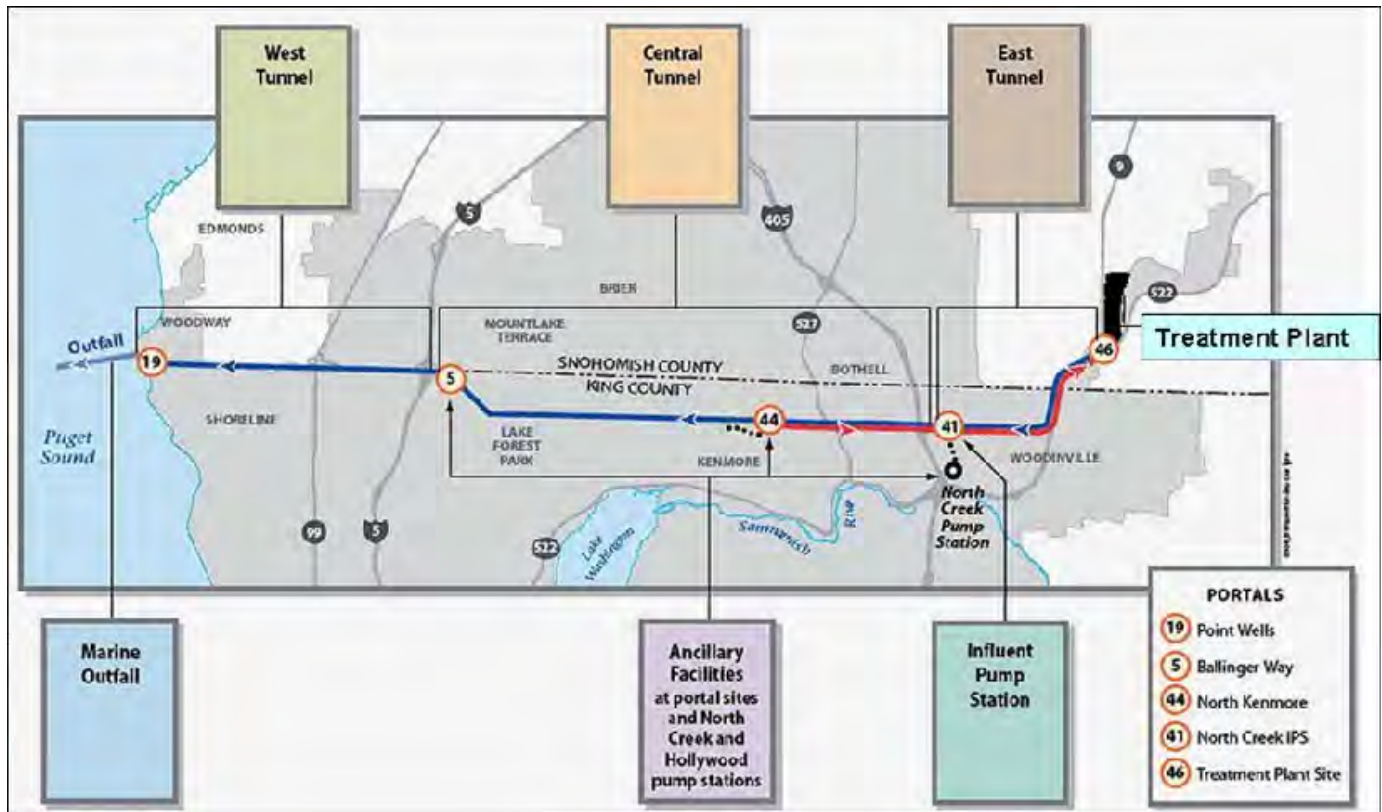 West
Tunnel
Central
Tunnel
East
Tunnel
9
5
405
EDMONDS
BRIER
522
WOODWAY
MOUNTLAKE
TERRACE
527
Treatment Plant
Outfall
19
46
SNOHOMISH COUNTY
KING COUNTY
BOTHELL
5
SHORELINE
44
41
LAKE
FOREST
PARK
KENMORE
WOODINVILLE
Puget
Sound
North
Creek
Pump
Station
99
5
522
Lake
Washington
Sammamish
River
Marine
Outfall
Ancillary
Facilities
at portal sites
and North
Creek and
Hollywood
pump stations
Influent
Pump
Station
PORTALS
19 Point Wells
5 Ballinger Way
44 North Kenmore
41 North Creek IPS
46 Treatment Plant Site